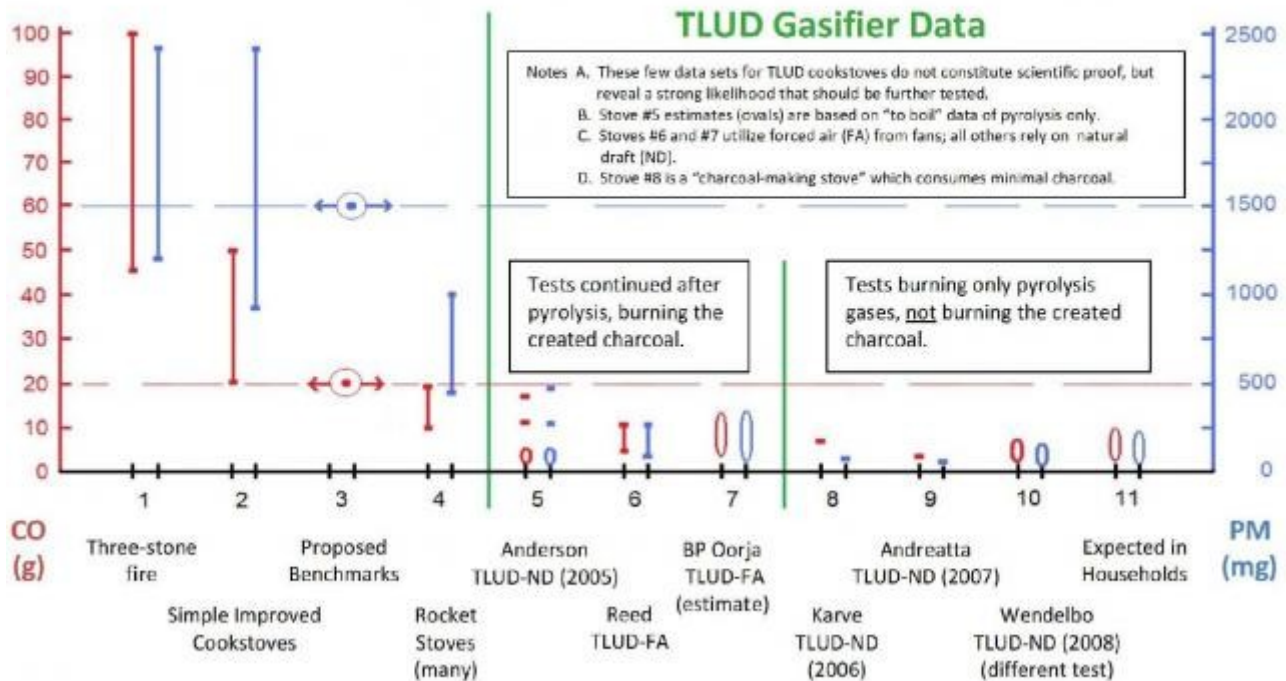 TLUD Gasifier Data
Notes A. These few data sets for TLUD cookstoves do not constitute scientific proof, but
reveal a strong likelihood that should be further tested.
B. Stove #5 estimates (ovals) are based on "to boil" data of pyrolysis only.
C. Stoves #6 and #7 utilize forced air (FA) from fans; all others rely on natural
draft [ND].
D. Stove #8 is a "charcoal-making stove" which consumes minimal charcoal.
100
90
80
70
60
50
40
30
20
10
0
2500
2000
1500
1000
500
0
Tests continued after
pyrolysis, burning the
created charcoal.
Tests burning only pyrolysis
gases, not burning the created
charcoal.
1 2 3 4 5 6 7 8 9 10 11
CO
(g)
PM
(mg)
Three-stone
fire
Simple Improved
Cookstoves
Proposed
Benchmarks
Rocket
Stoves
(many)
Anderson
TLUD-ND (2005)
Reed
TLUD-FA
BP Oorja
TLUD-FA
(estimate)
Karve
TLUD-ND
(2006)
Andreatta
TLUD-ND (2007)
Wendelbo
TLUD-ND (2008)
(different test)
Expected in
Households